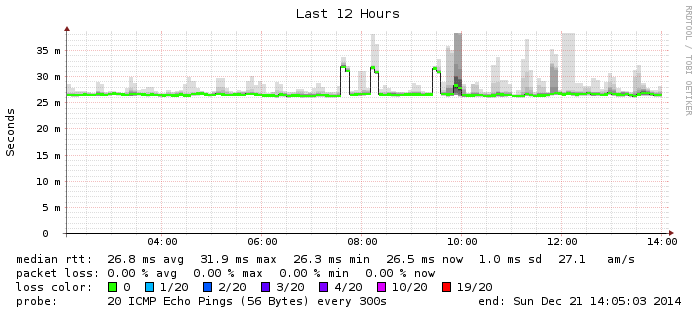 Last 12 Hours
RRDTOOL / TOBI OETIKER
Seconds
35 m
30 m
25 m
20 m
15 m
10 m
5 m
0
04:00 06:00 08:00 10:00 12:00 14:00
median rtt: 26.8 ms avg 31.9 ms max 26.3 ms min 26.5 ms now 1.0 ms sd 27.1 am/s
packet loss: 0.00 % avg 0.00 % max 0.00 % min 0.00 % now
loss color: 0 1/20 2/20 3/20 4/20 10/20 19/20
probe: 20 ICMP Echo Pings (56 Bytes) every 300s end: Sun Dec 21 14:05:03 2014